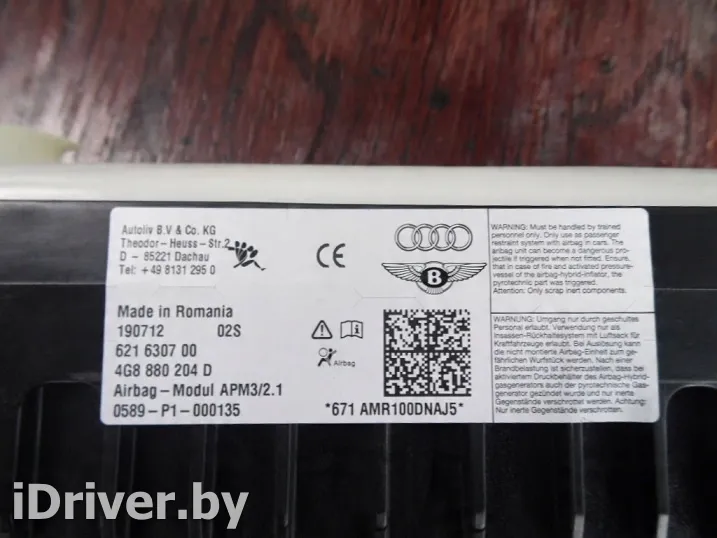 Autoliv B.V & Co. KG
Theodor - Heuss - Str.2
D - 85221 Dachau
Tel: +49 8131 295 0
CE
B
Made in Romania
190712 02S
621 6307 00
4G8 880 204 D
Airbag - Modul APM3/2.1
0589 - P1 - 000135
Airbag
*671 AMR100DNAJ5*
WARNING: Must be handled by trained
personnel only. Only use as passenger
restraint system with airbag in cars. The
airbag unit can become a dangerous pro-
jectile if triggered when not fitted. Ensure,
that in case of fire and activated pressure-
vessel of the airbag-hybrid-inflator, the
pyrotechnic part was triggered.
Attention: Only scrap inert components.
WARNUNG: Umgang nur durch geschultes
Personal erlaubt. Verwendung nur als
Insassen-Rückhaltesystem mit Luftsack für
Kraftfahrzeuge erlaubt. Bei Auslösung kann
die nicht montierte Airbag-Einheit zum ge-
fährlichen Wurfgeschoß werden. Nach einer
Brandbelastung ist sicherzustellen, daß bei
aktiviertem Druckbehälter des Airbag-Hybrid-
gasgenerators auch der pyrotechnische Gas-
generator gezündet wurde. Achtung:
Nur inerte Gegenstände verschrotten.
iDriver.by